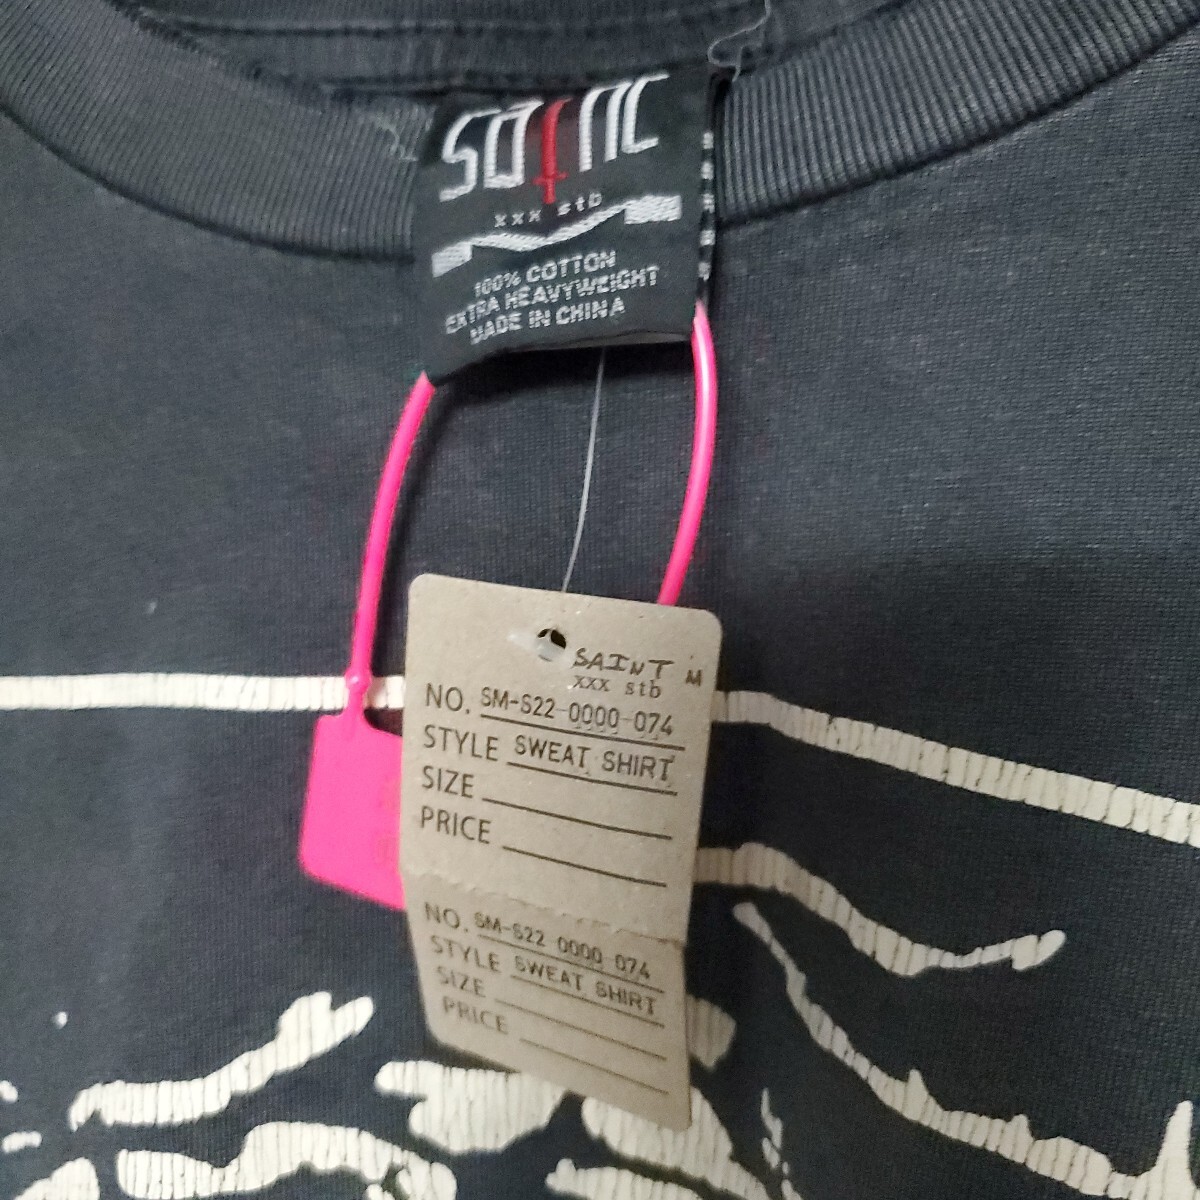 SAINT
xxx stb
100% COTTON
EXTRA HEAVYWEIGHT
MADE IN CHINA
SAINT M
xxx stb
NO. SM-S22-0000-074
STYLE SWEAT SHIRT
SIZE
PRICE
NO. SM-S22-0000-074
STYLE SWEAT SHIRT
SIZE
PRICE